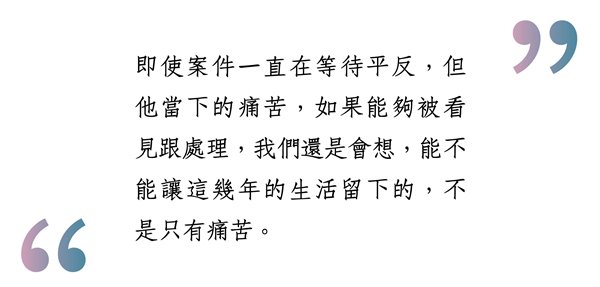 即使案件一直在等待平反，但
他當下的痛苦，如果能夠被看
見跟處理，我們還是會想，能不
能讓這幾年的生活留下的，不
是只有痛苦。